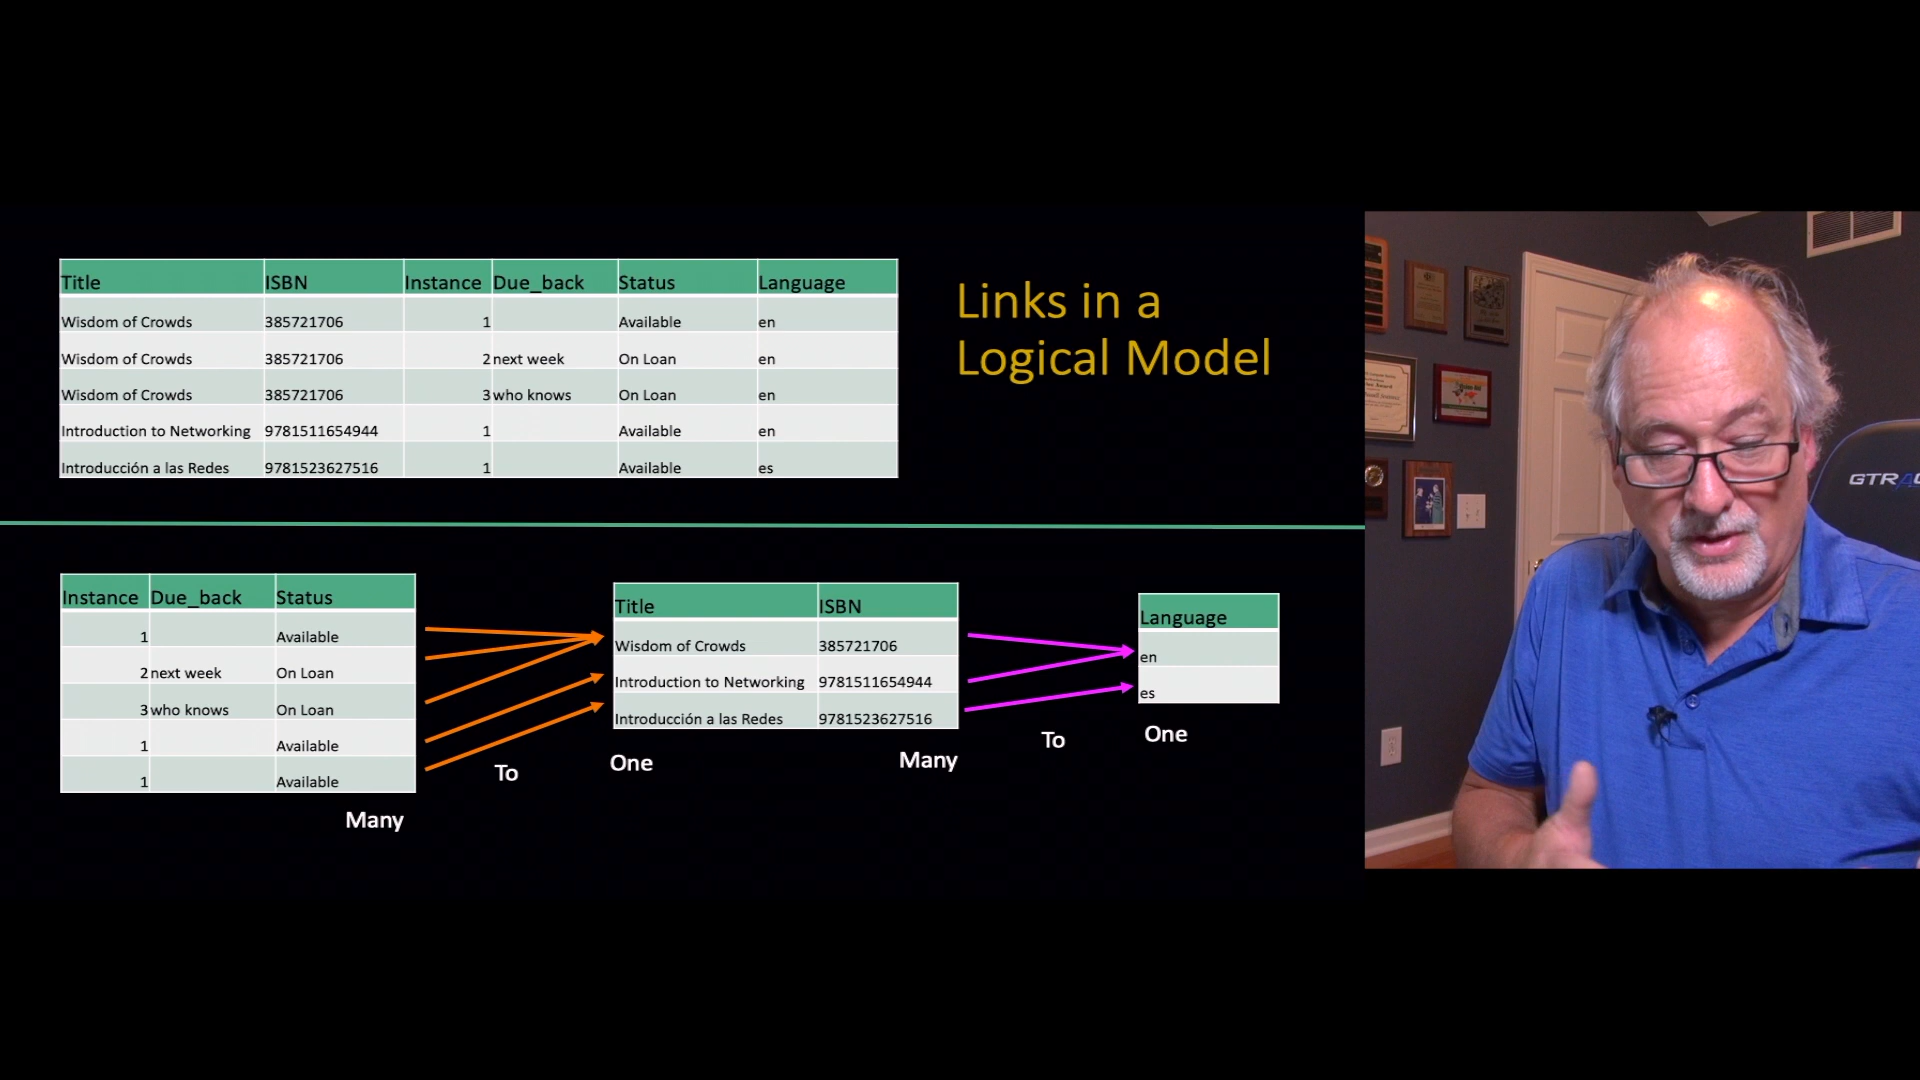 Title ISBN Instance Due_back Status Language
Wisdom of Crowds 385721706 1 Available en
Wisdom of Crowds 385721706 2 next week On Loan en
Wisdom of Crowds 385721706 3 who knows On Loan en
Introduction to Networking 9781511654944 1 Available en
Introducción a las Redes 9781523627516 1 Available es
Links in a
Logical Model
Instance Due_back Status
1 Available
2 next week On Loan
3 who knows On Loan
1 Available
1 Available
Many
To
Title ISBN
Wisdom of Crowds 385721706
Introduction to Networking 9781511654944
Introducción a las Redes 9781523627516
One
Many
To
Language
en
es
One